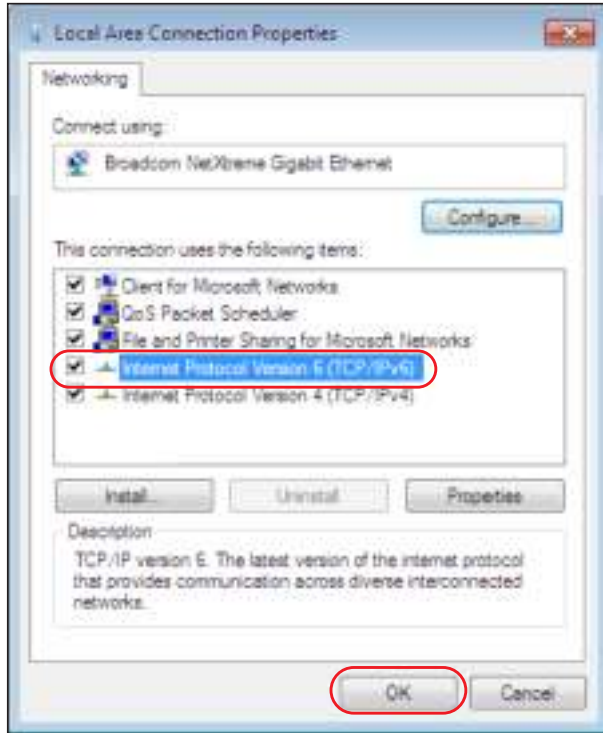 Local Area Connection Properties
Networking
Connect using:
Broadcom NetXtreme Gigabit Ethernet
Configure...
This connection uses the following items:
Client for Microsoft Networks
QoS Packet Scheduler
File and Printer Sharing for Microsoft Networks
Internet Protocol Version 6 (TCP/IPv6)
Internet Protocol Version 4 (TCP/IPv4)
Install...
Uninstall
Properties
Description
TCP/IP version 6. The latest version of the internet protocol
that provides communication across diverse interconnected
networks.
OK
Cancel